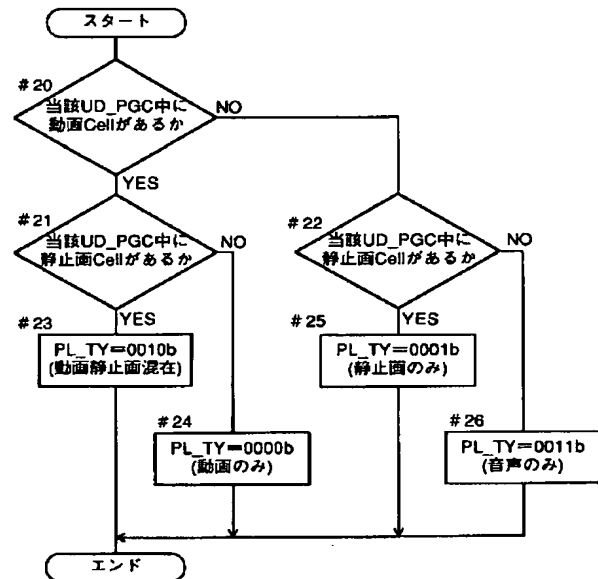 スタート
#20
当該UD_PGC中に
動画Cellがあるか
NO
YES
#21
当該UD_PGC中に
静止画Cellがあるか
NO
YES
#22
当該UD_PGC中に
静止画Cellがあるか
NO
YES
#23
PL_TY=0010b
(動画静止画混在)
#25
PL_TY=0001b
(静止画のみ)
#24
PL_TY=0000b
(動画のみ)
#26
PL_TY=0011b
(音声のみ)
エンド